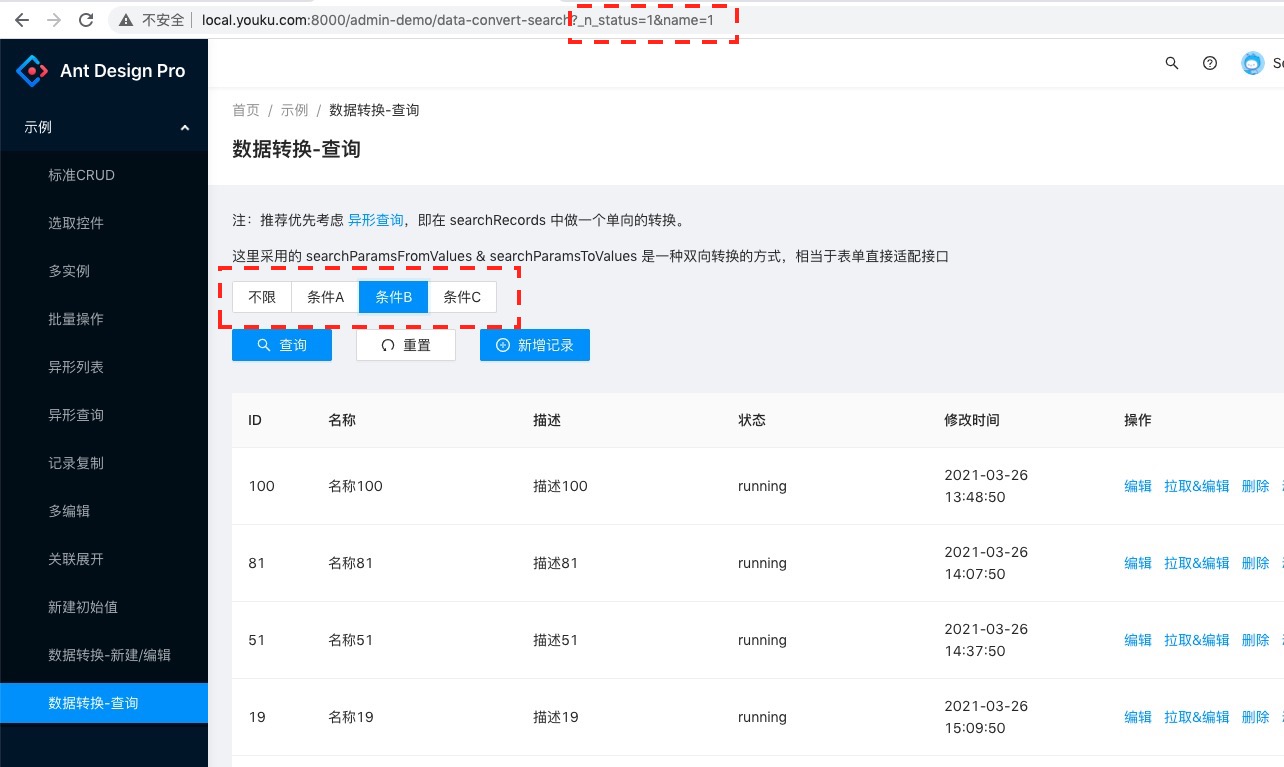 不安全 local.youku.com:8000/admin-demo/data-convert-search?_n_status=1&name=1
Ant Design Pro
示例
标准CRUD
选取控件
多实例
批量操作
异形列表
异形查询
记录复制
多编辑
关联展开
新建初始值
数据转换-新建/编辑
数据转换-查询
首页 / 示例 / 数据转换-查询
数据转换-查询
注：推荐优先考虑 异形查询，即在 searchRecords 中做一个单向的转换。
这里采用的 searchParamsFromValues & searchParamsToValues 是一种双向转换的方式，相当于表单直接适配接口
不限 条件A 条件B 条件C
查询 重置 新增记录
ID 名称 描述 状态 修改时间 操作
100 名称100 描述100 running 2021-03-26 13:48:50 编辑 拉取&编辑 删除
81 名称81 描述81 running 2021-03-26 14:07:50 编辑 拉取&编辑 删除
51 名称51 描述51 running 2021-03-26 14:37:50 编辑 拉取&编辑 删除
19 名称19 描述19 running 2021-03-26 15:09:50 编辑 拉取&编辑 删除